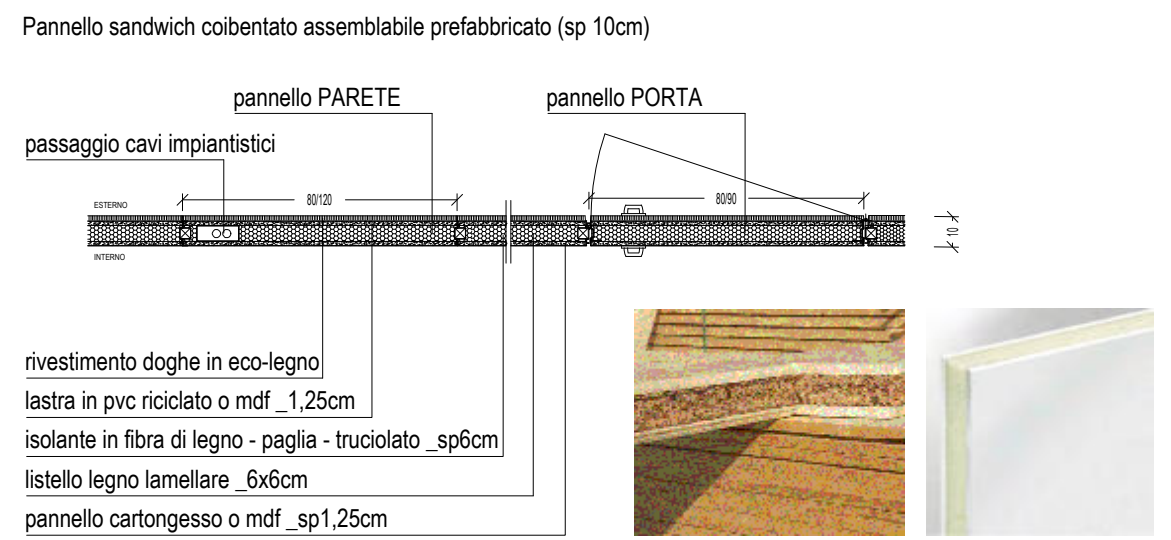 Pannello sandwich coibentato assemblabile prefabbricato (sp 10cm)
pannello PARETE
pannello PORTA
passaggio cavi impiantistici
ESTERNO
80/120
80/90
10
INTERNO
rivestimento doghe in eco-legno
lastra in pvc riciclato o mdf _1,25cm
isolante in fibra di legno - paglia - truciolato _sp6cm
listello legno lamellare _6x6cm
pannello cartongesso o mdf _sp1,25cm